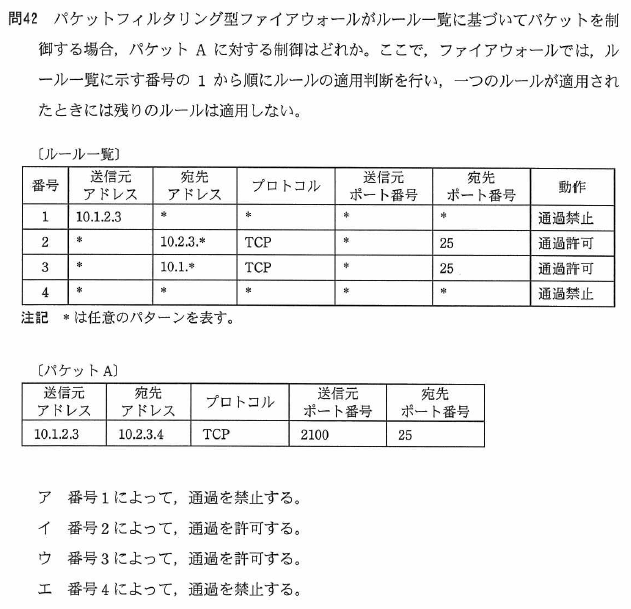 問42 パケットフィルタリング型ファイアウォールがルール一覧に基づいてパケットを制
御する場合，パケット A に対する制御はどれか。ここで，ファイアウォールでは，ル
ール一覧に示す番号の 1 から順にルールの適用判断を行い，一つのルールが適用され
たときには残りのルールは適用しない。
〔ルール一覧〕
番号 送信元アドレス 宛先アドレス プロトコル 送信元ポート番号 宛先ポート番号 動作
1 10.1.2.3 * * * * 通過禁止
2 * 10.2.3.* TCP * 25 通過許可
3 * 10.1.* TCP * 25 通過許可
4 * * * * * 通過禁止
注記 * は任意のパターンを表す。
〔パケット A〕
送信元アドレス 宛先アドレス プロトコル 送信元ポート番号 宛先ポート番号
10.1.2.3 10.2.3.4 TCP 2100 25
ア 番号 1 によって，通過を禁止する。
イ 番号 2 によって，通過を許可する。
ウ 番号 3 によって，通過を許可する。
エ 番号 4 によって，通過を禁止する。